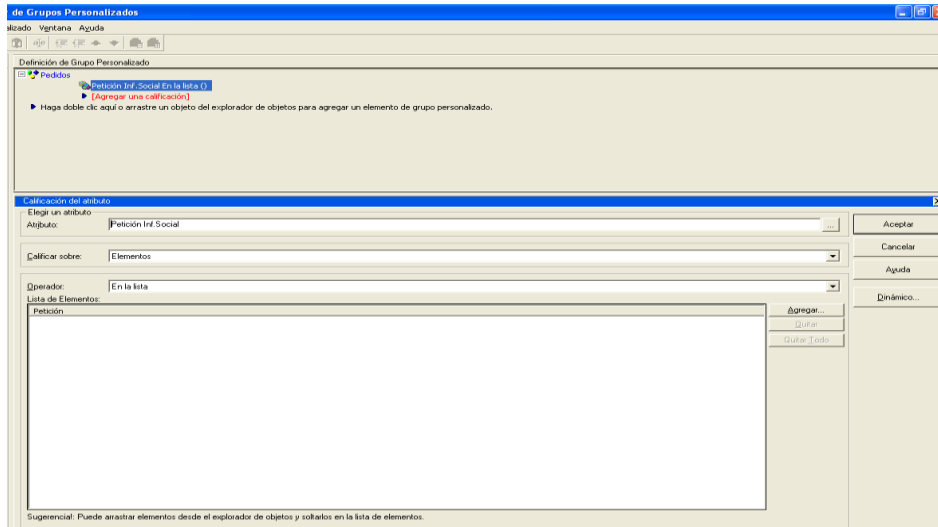 de Grupos Personalizados
alizado Ventana Ayuda
Definición de Grupo Personalizado
Pedidos
Petición Inf.Social En la lista ()
[Agregar una calificación]
Haga doble clic aquí o arrastre un objeto del explorador de objetos para agregar un elemento de grupo personalizado.
Calificación del atributo
Elegir un atributo
Atributo: Petición Inf.Social ... Aceptar
Cancelar
Calificar sobre: Elementos
Ayuda
Operador: En la lista
Dinámico...
Lista de Elementos:
Petición Agregar...
Quitar
Quitar Todo
Sugerencial: Puede arrastrar elementos desde el explorador de objetos y soltarlos en la lista de elementos.